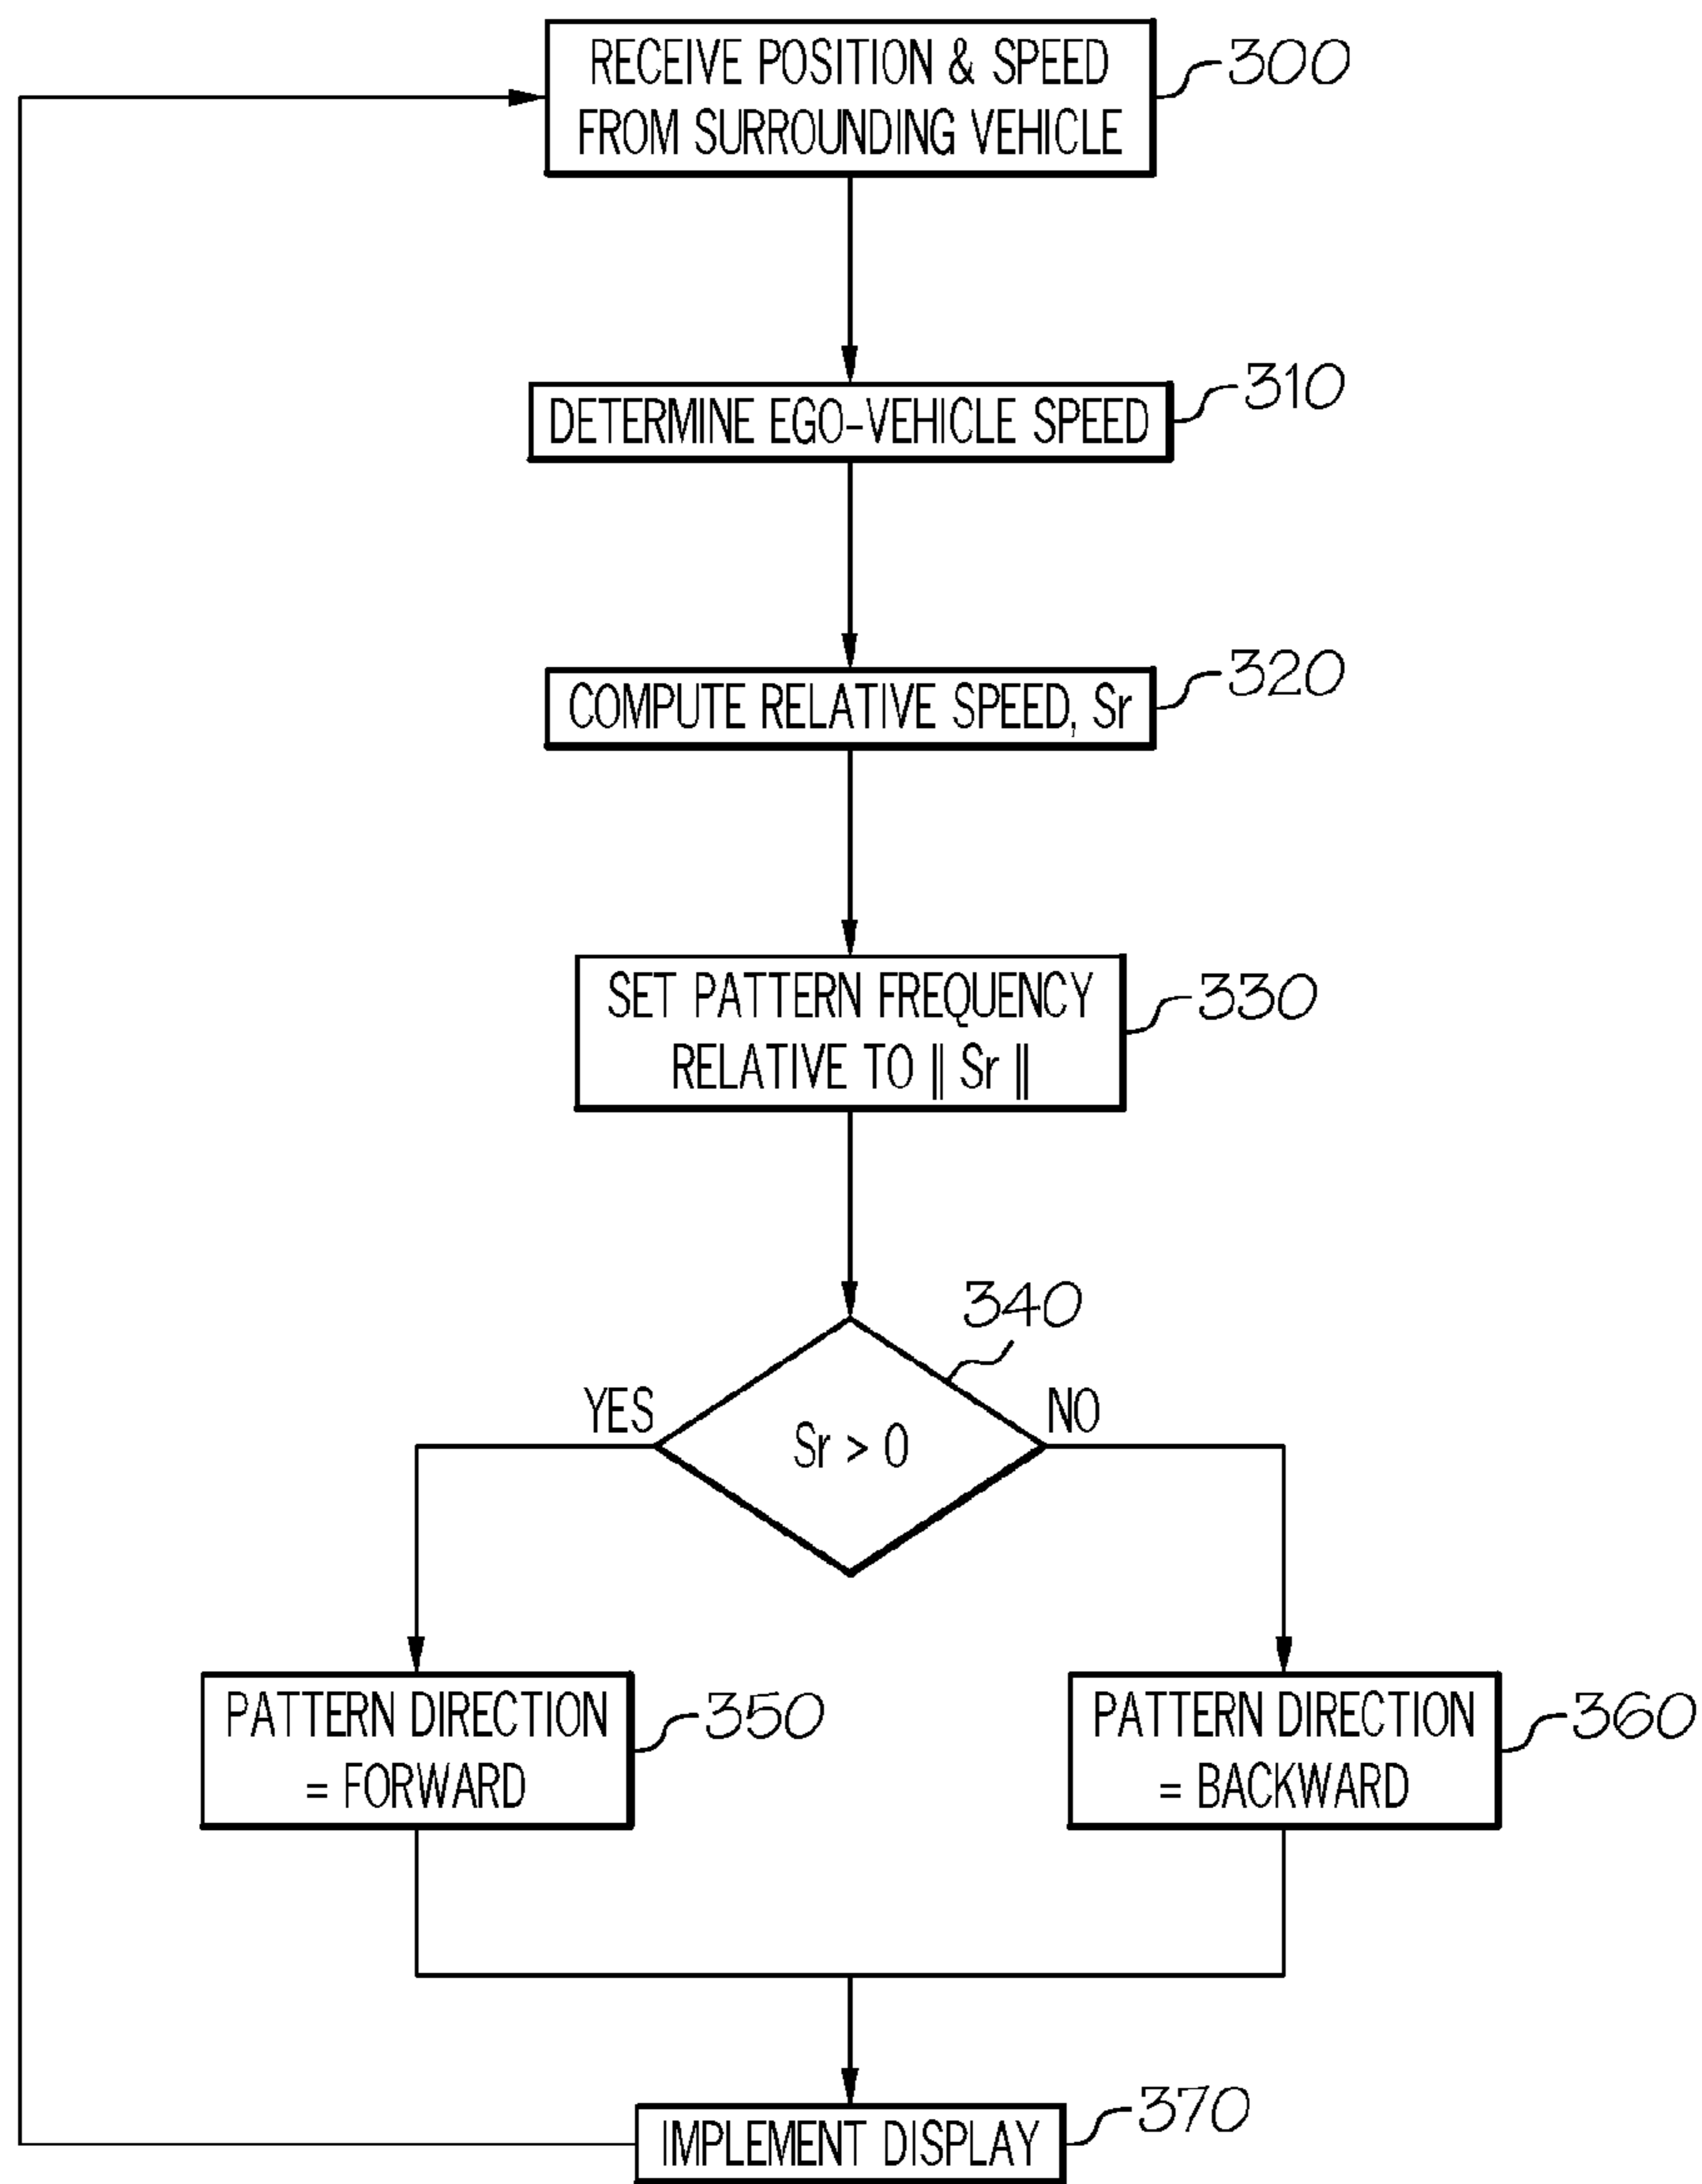 RECEIVE POSITION & SPEED
FROM SURROUNDING VEHICLE
300
DETERMINE EGO-VEHICLE SPEED
310
COMPUTE RELATIVE SPEED, Sr
320
SET PATTERN FREQUENCY
RELATIVE TO || Sr ||
330
340
YES
NO
Sr > 0
PATTERN DIRECTION
= FORWARD
350
PATTERN DIRECTION
= BACKWARD
360
IMPLEMENT DISPLAY
370